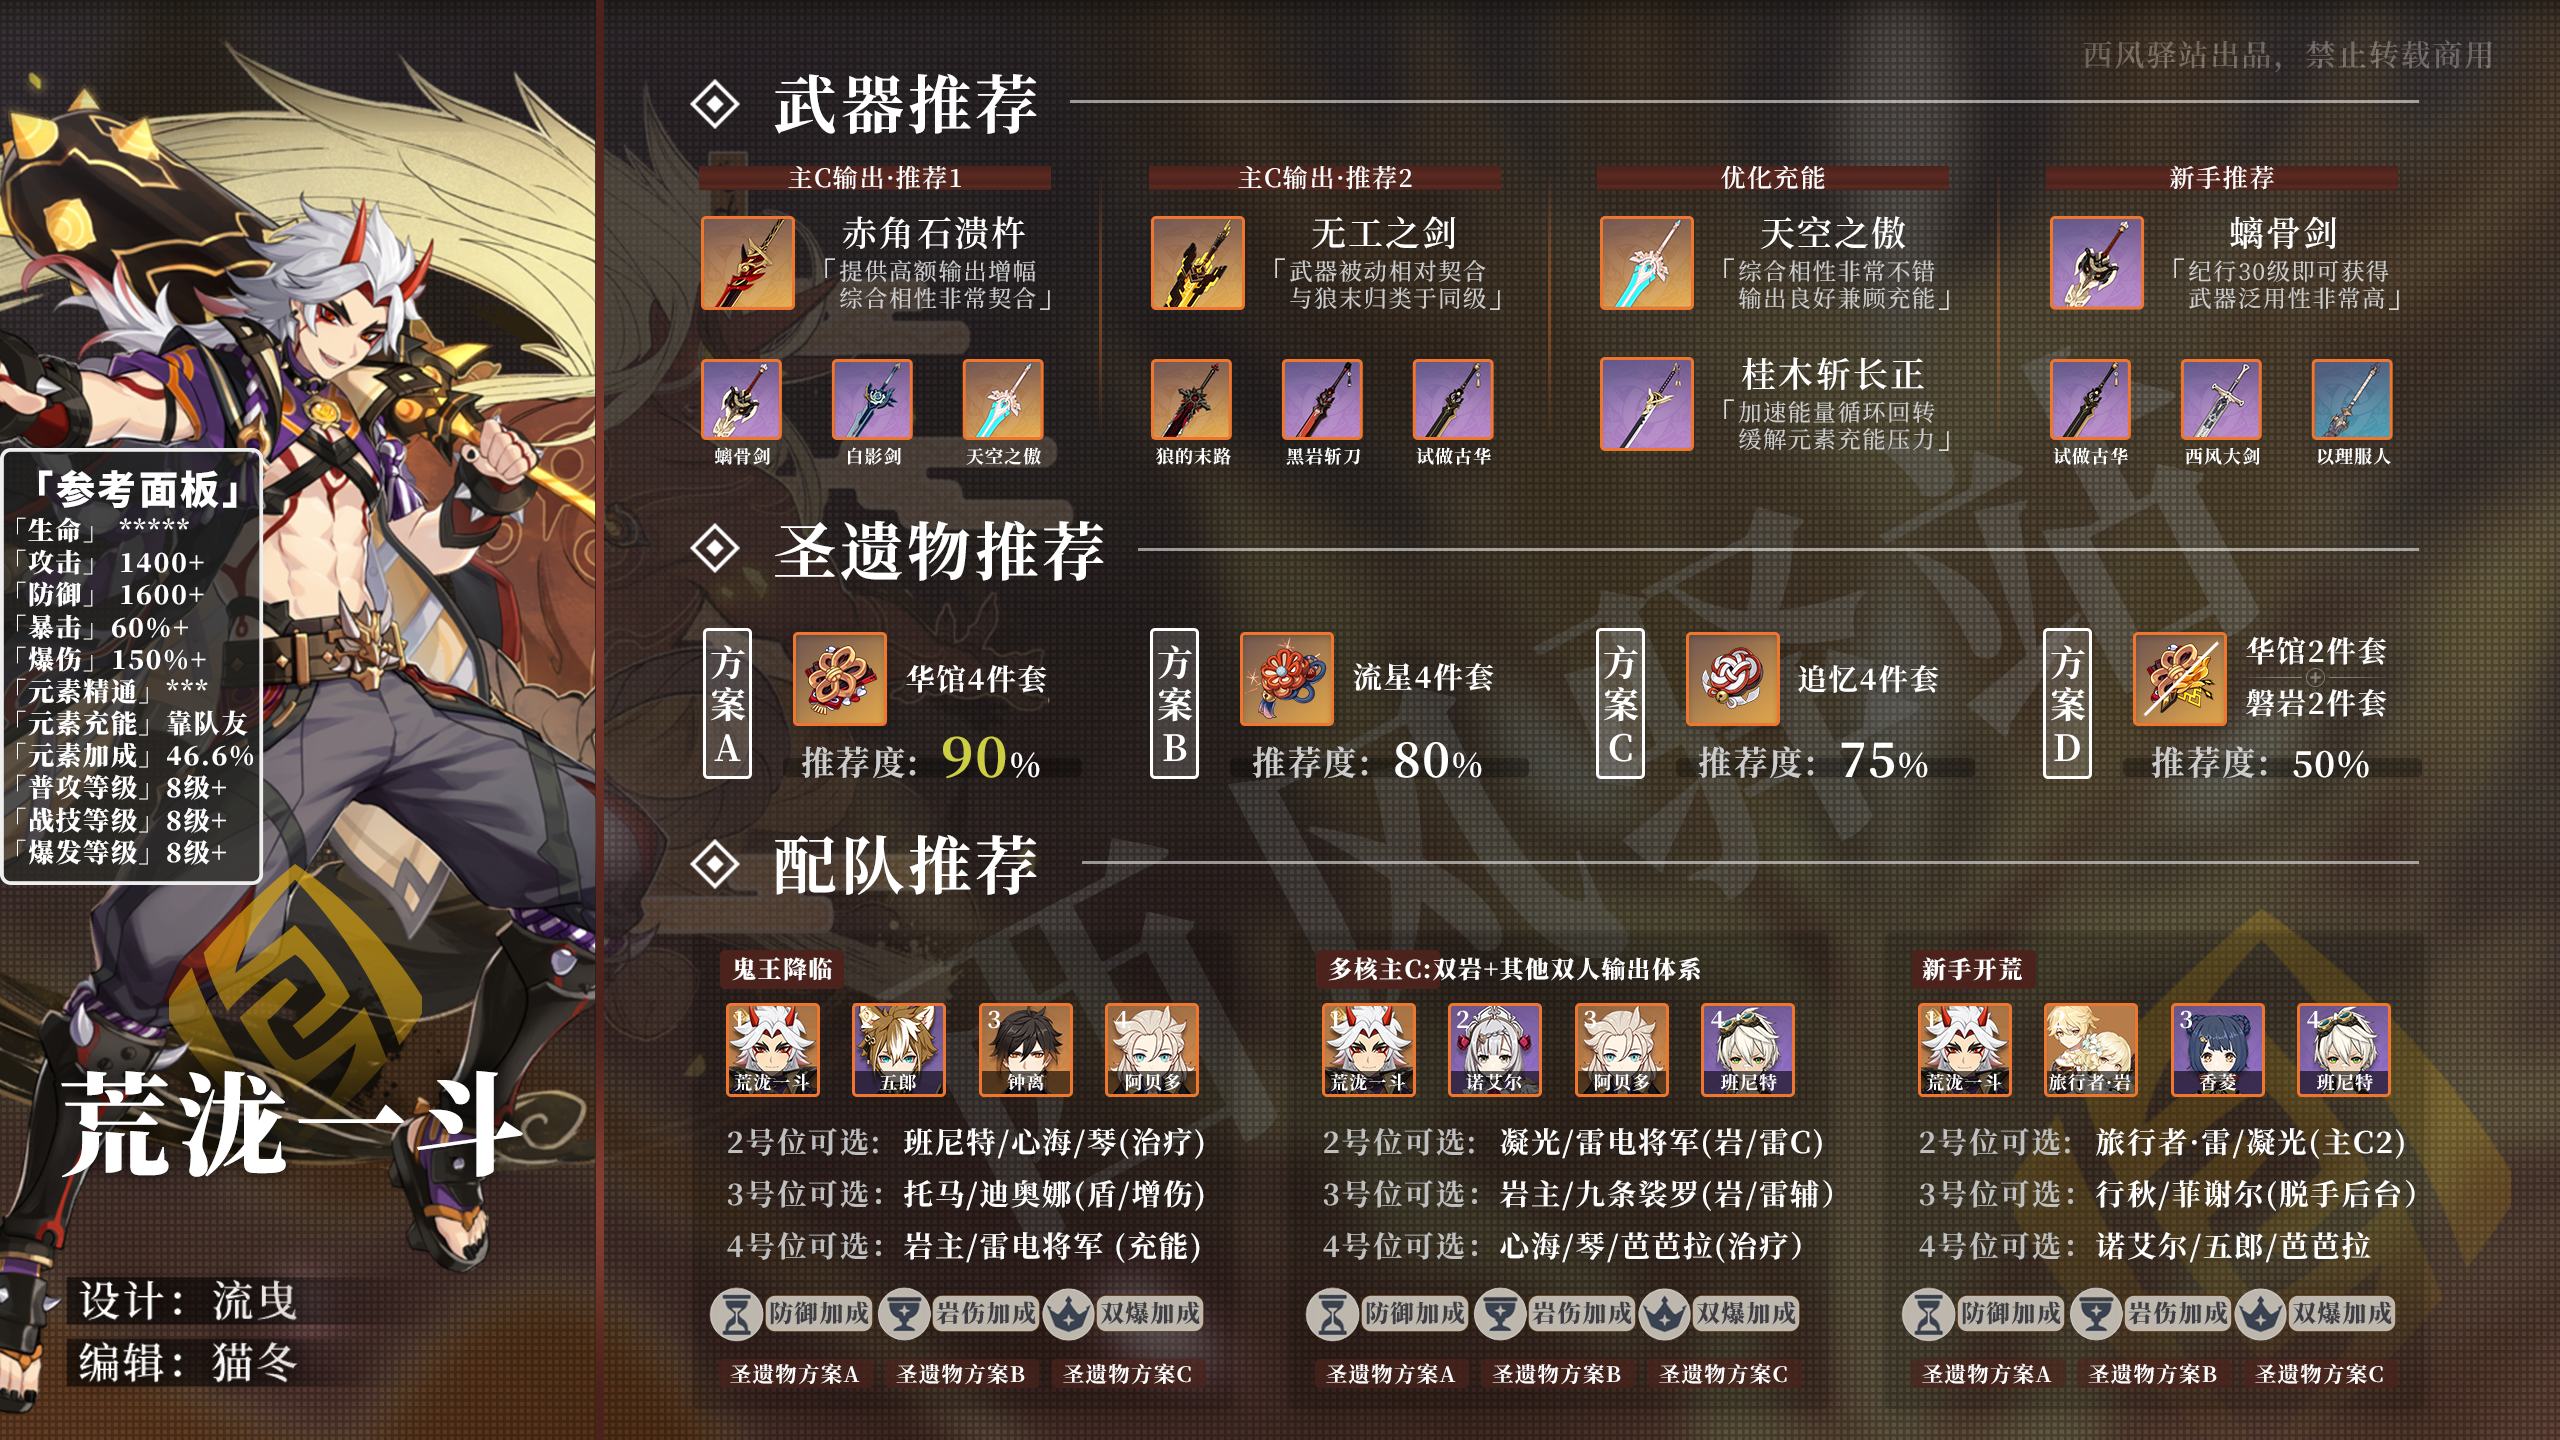 西风驿站出品，禁止转载商用
武器推荐
主C输出·推荐1
赤角石溃杵
「提供高额输出增幅
综合相性非常契合」
螭骨剑 白影剑 天空之傲
主C输出·推荐2
无工之剑
「武器被动相对契合
与狼末归类于同级」
狼的末路 黑岩斩刀 试做古华
优化充能
天空之傲
「综合相性非常不错
输出良好兼顾充能」
桂木斩长正
「加速能量循环回转
缓解元素充能压力」
新手推荐
螭骨剑
「纪行30级即可获得
武器泛用性非常高」
试做古华 西风大剑 以理服人
「参考面板」
「生命」 *****
「攻击」 1400+
「防御」 1600+
「暴击」60%+
「爆伤」150%+
「元素精通」***
「元素充能」靠队友
「元素加成」46.6%
「普攻等级」8级+
「战技等级」8级+
「爆发等级」8级+
荒泷一斗
设计：流曳
编辑：猫冬
圣遗物推荐
方案A
华馆4件套
推荐度：90%
方案B
流星4件套
推荐度：80%
方案C
追忆4件套
推荐度：75%
方案D
华馆2件套
磐岩2件套
推荐度：50%
西风驿站
配队推荐
鬼王降临
1 3 4
荒泷一斗 五郎 钟离 阿贝多
2号位可选：班尼特/心海/琴(治疗)
3号位可选：托马/迪奥娜(盾/增伤)
4号位可选：岩主/雷电将军 (充能)
防御加成 岩伤加成 双爆加成
圣遗物方案A 圣遗物方案B 圣遗物方案C
多核主C:双岩+其他双人输出体系
1 2 3 4
荒泷一斗 诺艾尔 阿贝多 班尼特
2号位可选：凝光/雷电将军(岩/雷C)
3号位可选：岩主/九条裟罗(岩/雷辅）
4号位可选：心海/琴/芭芭拉(治疗）
防御加成 岩伤加成 双爆加成
圣遗物方案A 圣遗物方案B 圣遗物方案C
新手开荒
1 3 4
荒泷一斗 旅行者·岩 香菱 班尼特
2号位可选：旅行者·雷/凝光(主C2)
3号位可选：行秋/菲谢尔(脱手后台）
4号位可选：诺艾尔/五郎/芭芭拉
防御加成 岩伤加成 双爆加成
圣遗物方案A 圣遗物方案B 圣遗物方案C